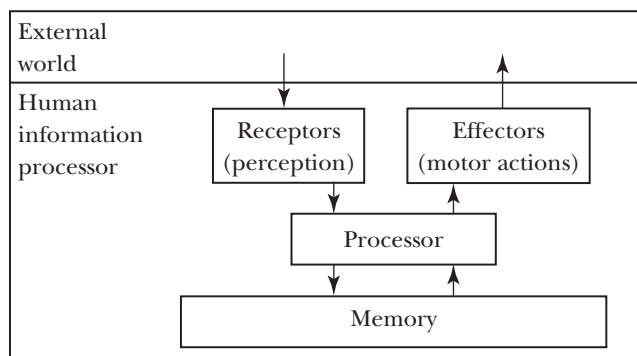 External
world
Human
information
processor
Receptors
(perception)
Effectors
(motor actions)
Processor
Memory